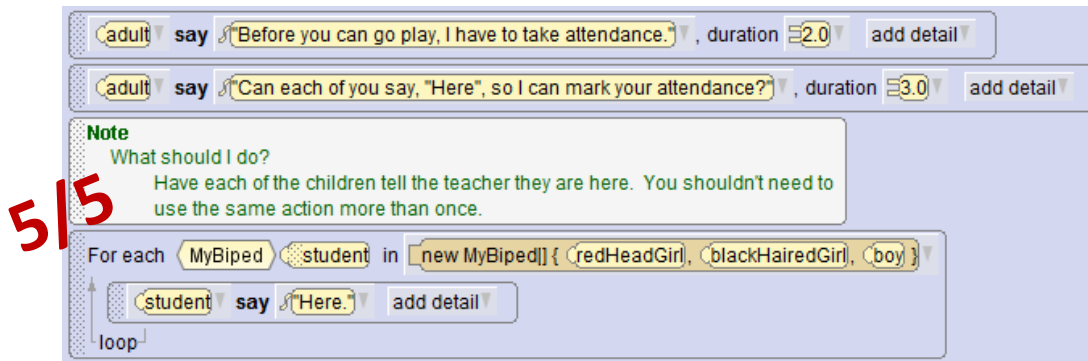 adult say "Before you can go play, I have to take attendance." , duration 2.0 add detail
adult say "Can each of you say, "Here", so I can mark your attendance?" , duration 3.0 add detail
Note
What should I do?
Have each of the children tell the teacher they are here. You shouldn't need to
use the same action more than once.
5/5
For each MyBiped student in new MyBiped[] { redHeadGirl, blackHairedGirl, boy }
student say "Here." add detail
loop